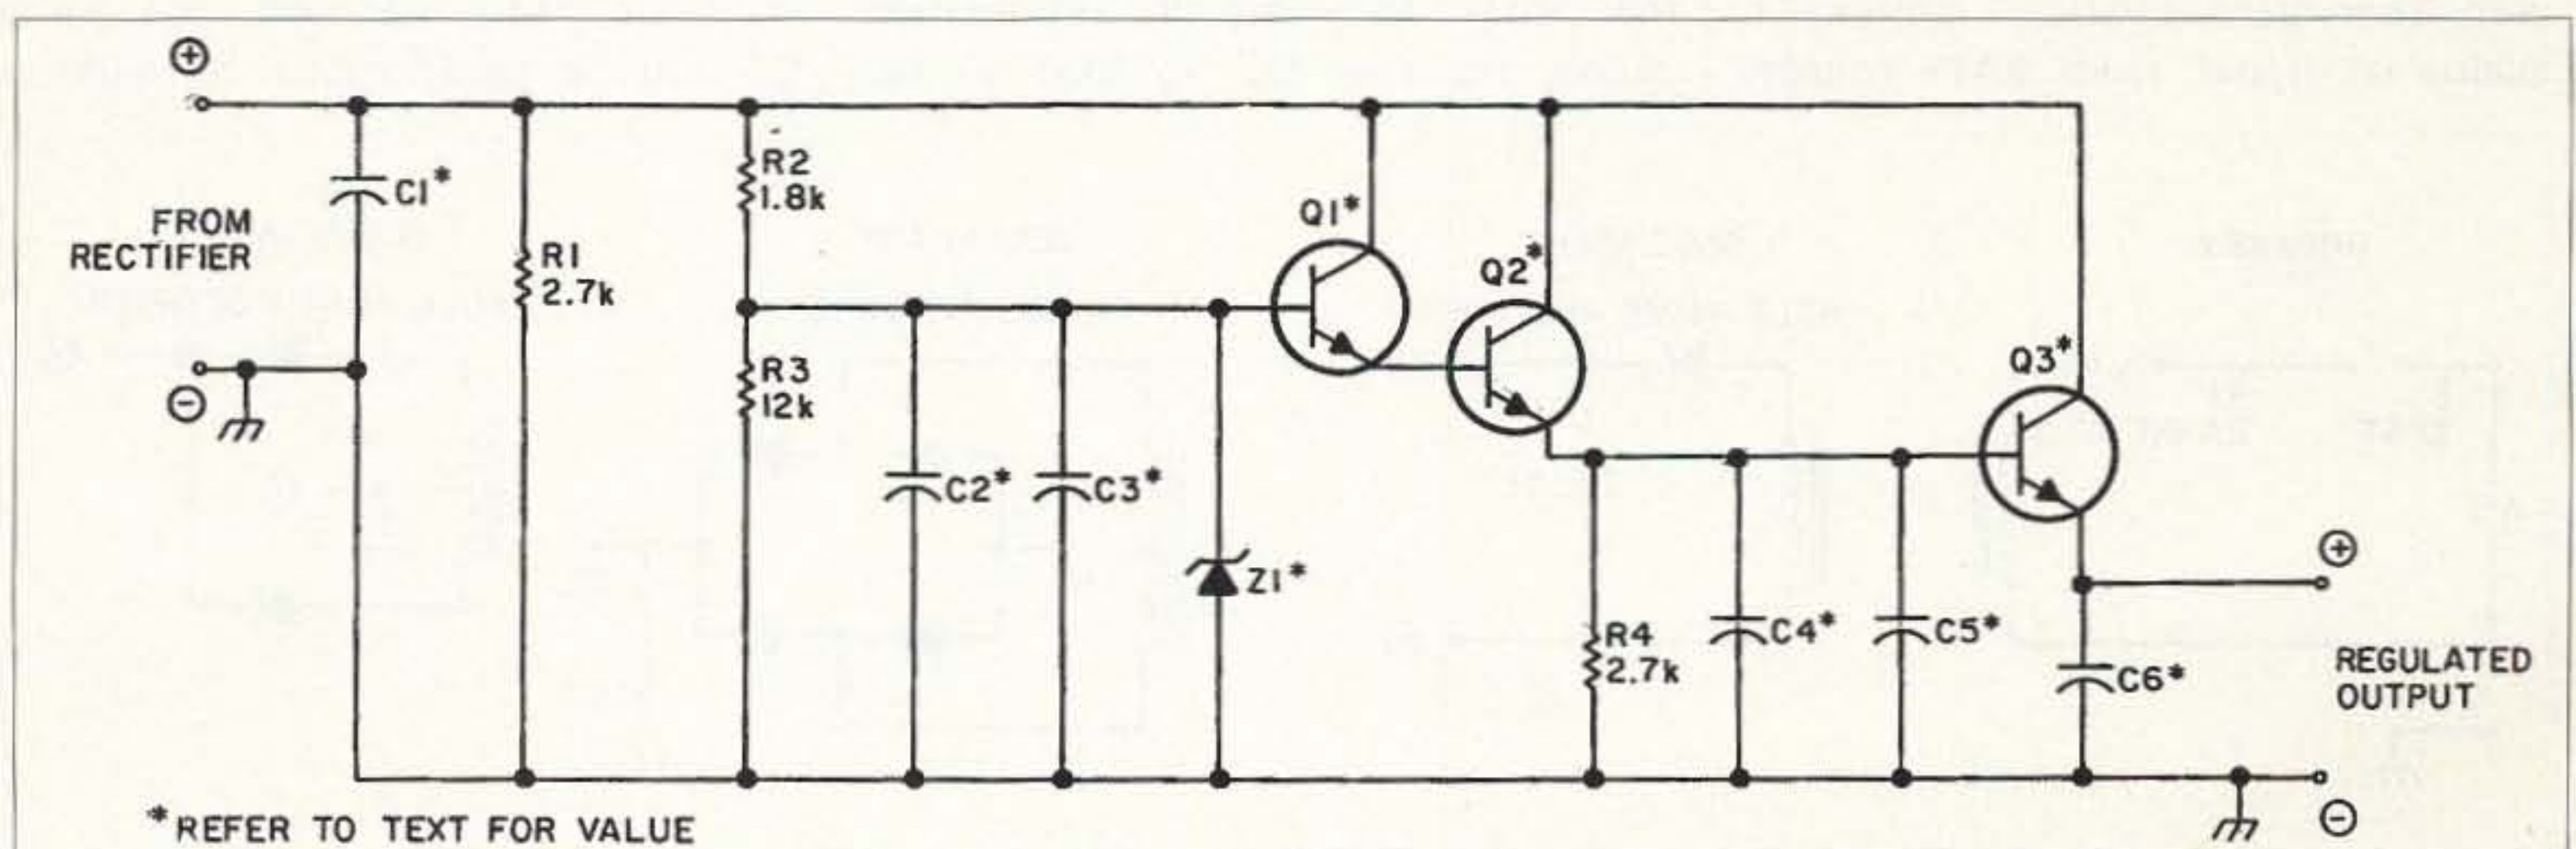 ⊕
C1*
FROM
RECTIFIER
R1
2.7k
R2
1.8k
Q1*
Q2*
Q3*
⊖
R3
12k
C2*
C3*
Z1*
R4
2.7k
C4*
C5*
C6*
⊕
REGULATED
OUTPUT
⊖
*REFER TO TEXT FOR VALUE